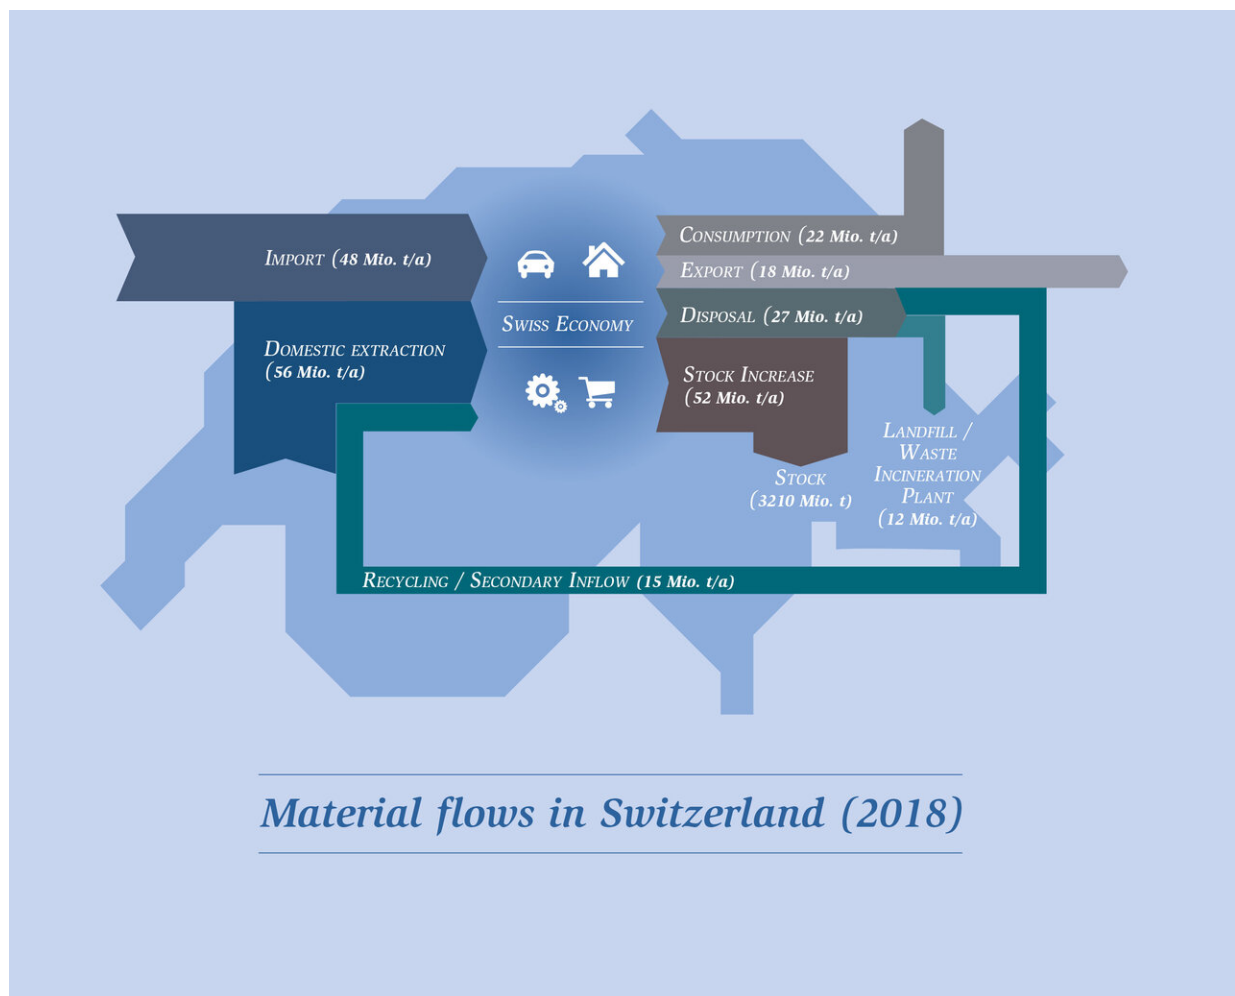 Import (48 Mio. t/a)
Domestic extraction
(56 Mio. t/a)
Swiss Economy
Consumption (22 Mio. t/a)
Export (18 Mio. t/a)
Disposal (27 Mio. t/a)
Stock Increase
(52 Mio. t/a)
Stock
(3210 Mio. t)
Landfill /
Waste
Incineration
Plant
(12 Mio. t/a)
Recycling / Secondary Inflow (15 Mio. t/a)
Material flows in Switzerland (2018)